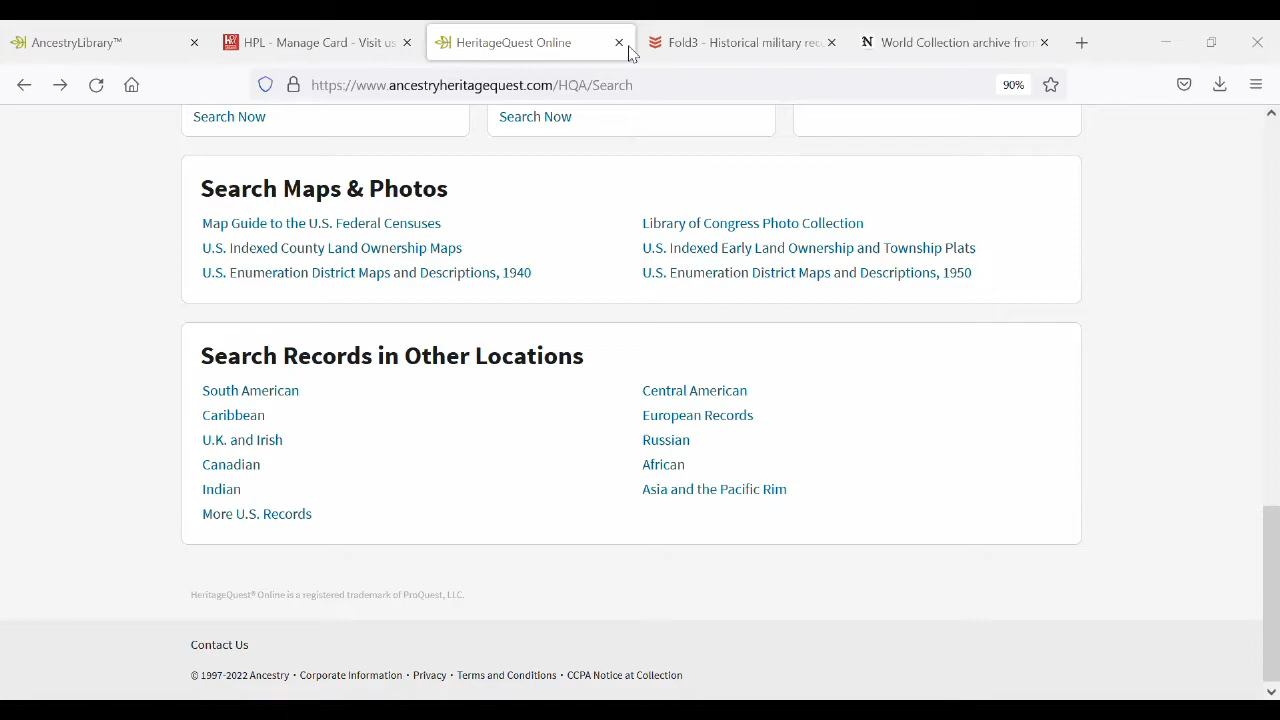 AncestryLibrary™
HPL - Manage Card - Visit us
HeritageQuest Online
Fold3 - Historical military rec
World Collection archive from
https://www.ancestryheritagequest.com/HQA/Search
90%
Search Now
Search Now
Search Maps & Photos
Map Guide to the U.S. Federal Censuses
Library of Congress Photo Collection
U.S. Indexed County Land Ownership Maps
U.S. Indexed Early Land Ownership and Township Plats
U.S. Enumeration District Maps and Descriptions, 1940
U.S. Enumeration District Maps and Descriptions, 1950
Search Records in Other Locations
South American
Central American
Caribbean
European Records
U.K. and Irish
Russian
Canadian
African
Indian
Asia and the Pacific Rim
More U.S. Records
HeritageQuest® Online is a registered trademark of ProQuest, LLC.
Contact Us
© 1997-2022 Ancestry • Corporate Information • Privacy • Terms and Conditions • CCPA Notice at Collection